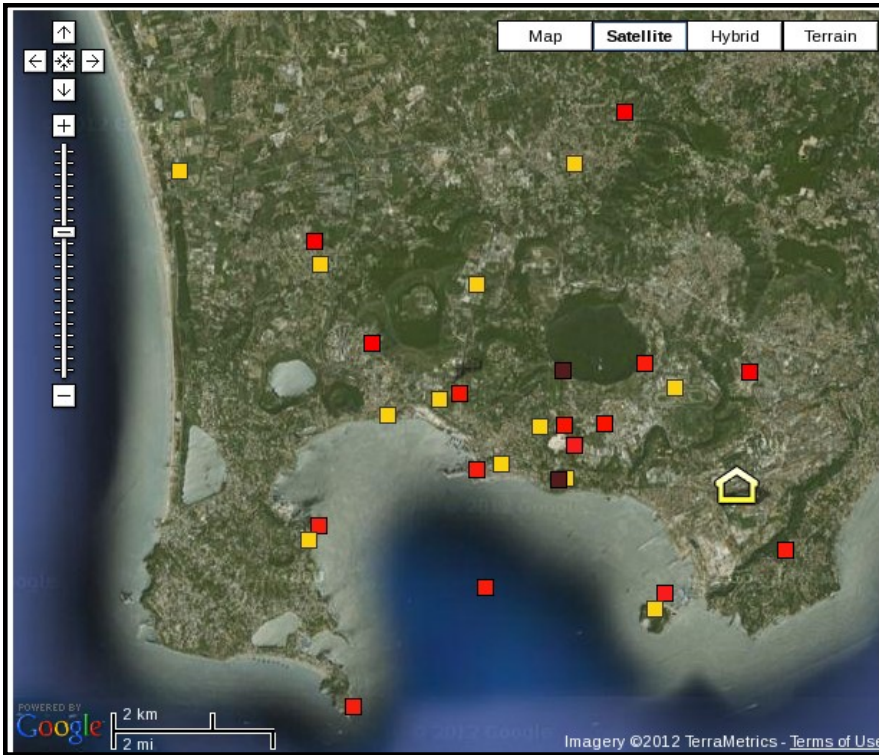 Map
Satellite
Hybrid
Terrain
POWERED BY
Google
2 km
2 mi
Imagery ©2012 TerraMetrics - Terms of Use